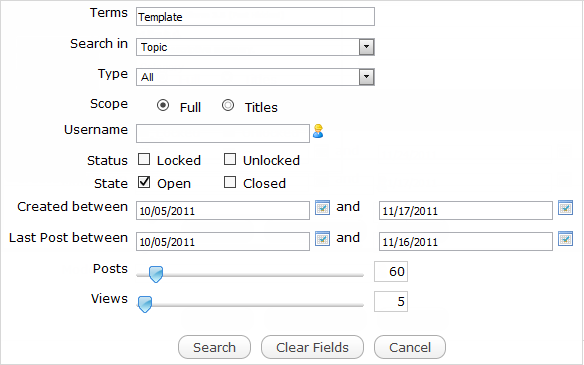 Terms Template
Search in Topic
Type All
Scope Full Titles
Username
Status Locked Unlocked
State Open Closed
Created between 10/05/2011 and 11/17/2011
Last Post between 10/05/2011 and 11/16/2011
Posts 60
Views 5
Search Clear Fields Cancel